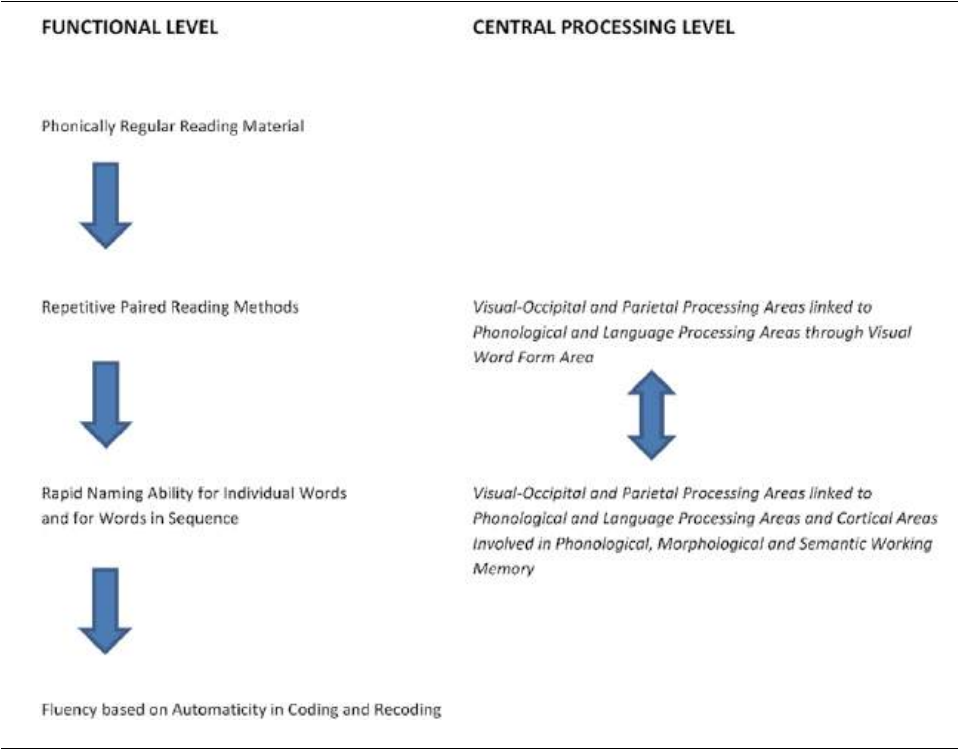 FUNCTIONAL LEVEL
CENTRAL PROCESSING LEVEL
Phonically Regular Reading Material
Repetitive Paired Reading Methods
Visual-Occipital and Parietal Processing Areas linked to
Phonological and Language Processing Areas through Visual
Word Form Area
Rapid Naming Ability for Individual Words
and for Words in Sequence
Visual-Occipital and Parietal Processing Areas linked to
Phonological and Language Processing Areas and Cortical Areas
Involved in Phonological, Morphological and Semantic Working
Memory
Fluency based on Automaticity in Coding and Recoding